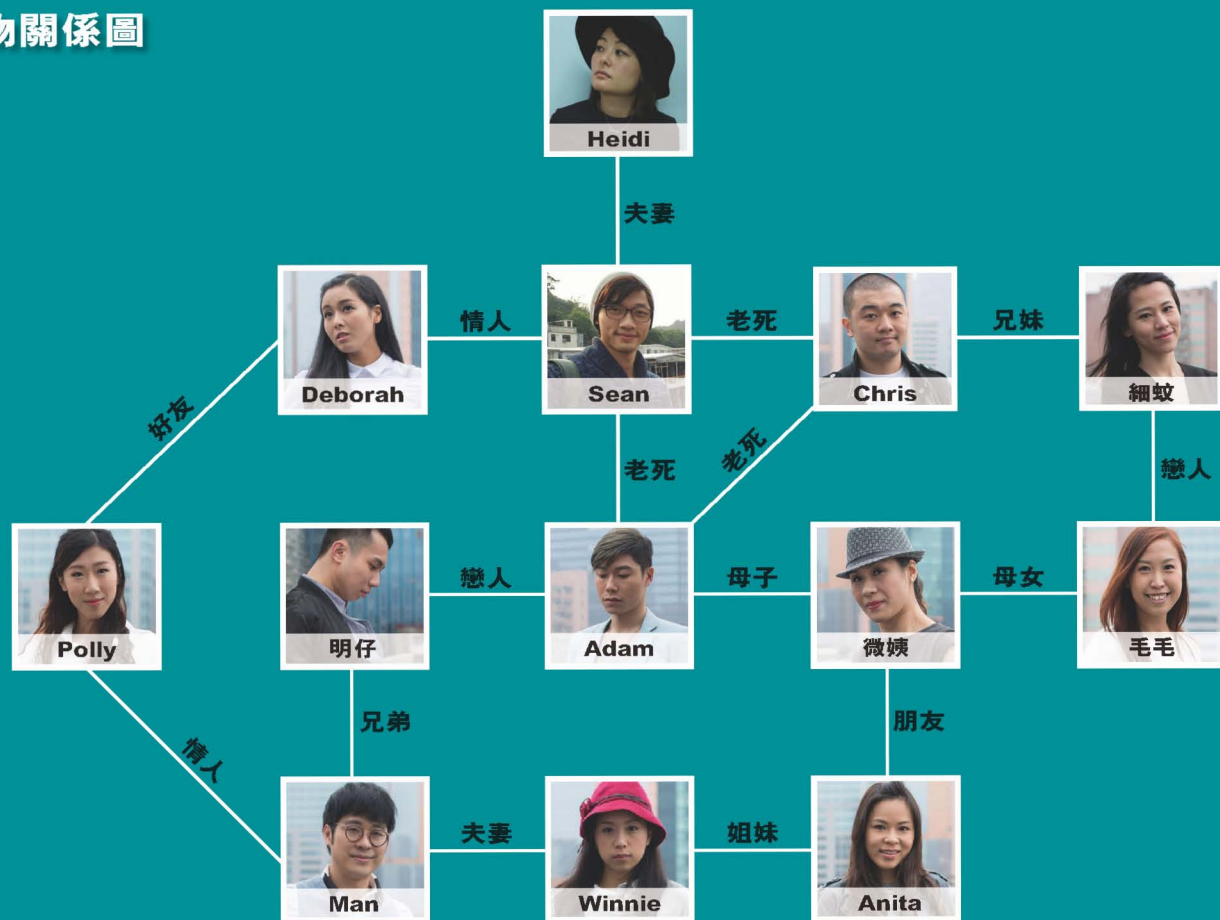 物關係圖
Heidi
夫妻
Deborah
情人
Sean
老死
Chris
兄妹
細蚊
好友
老死
老死
戀人
Polly
明仔
戀人
Adam
母子
微姨
母女
毛毛
情人
兄弟
朋友
Man
夫妻
Winnie
姐妹
Anita